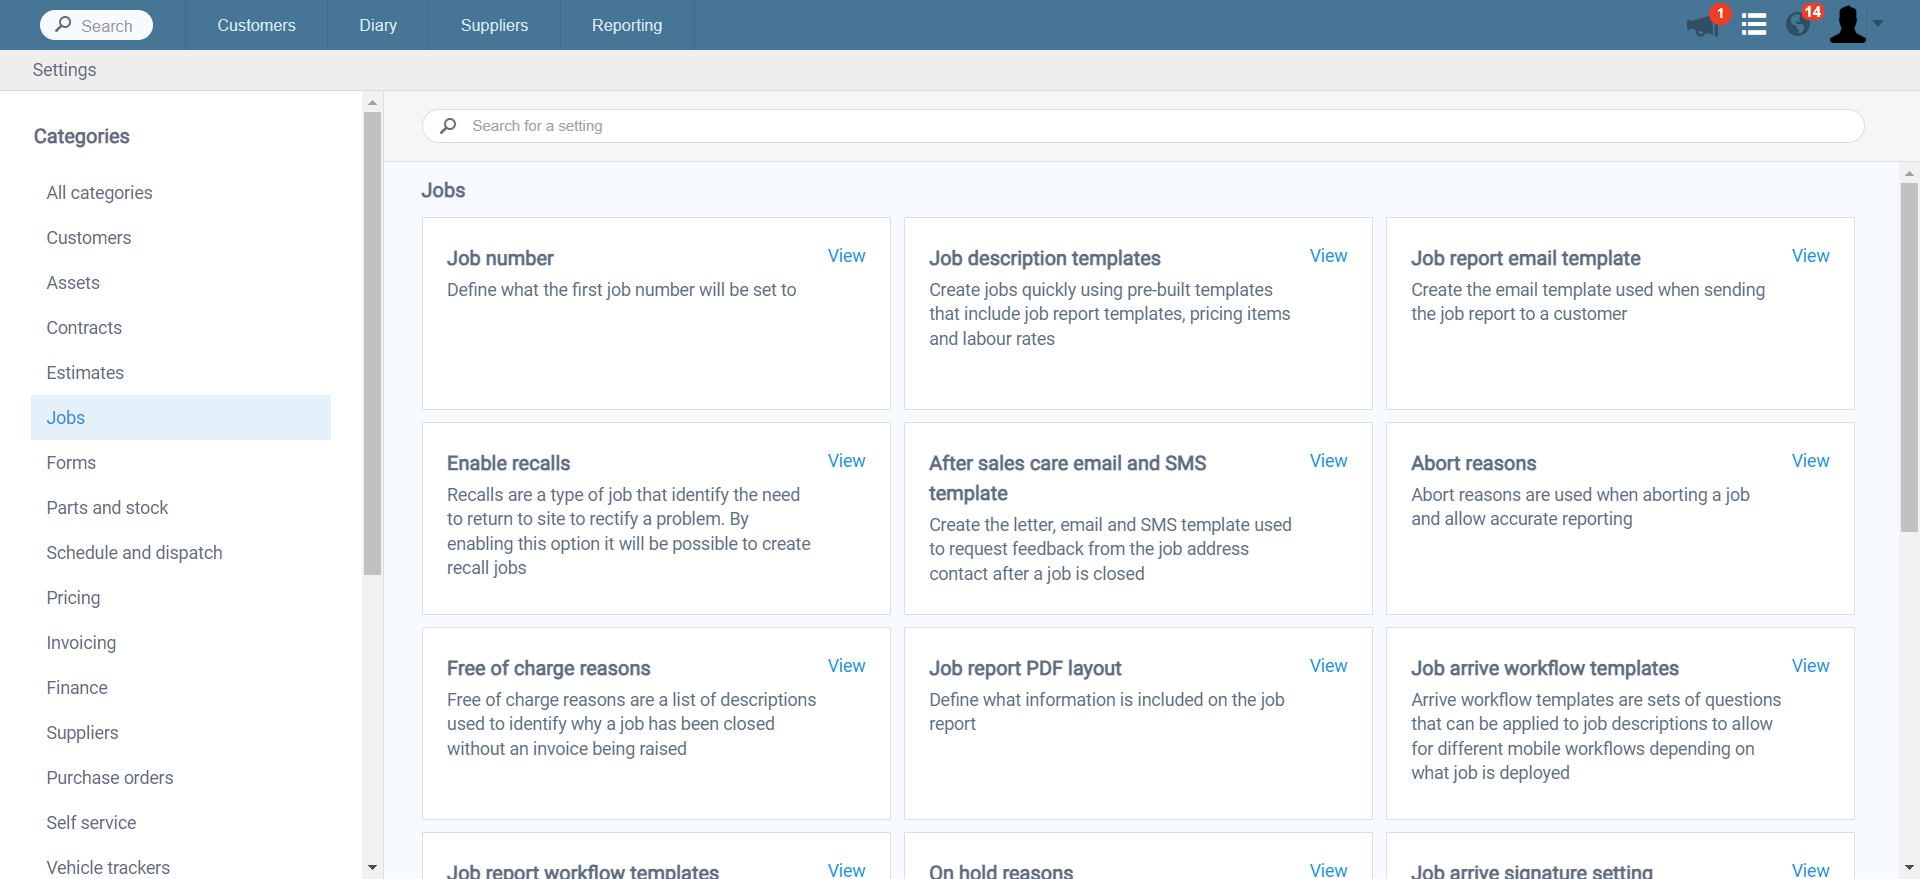 Search
Customers
Diary
Suppliers
Reporting
1
14
Settings
Categories
All categories
Customers
Assets
Contracts
Estimates
Jobs
Forms
Parts and stock
Schedule and dispatch
Pricing
Invoicing
Finance
Suppliers
Purchase orders
Self service
Vehicle trackers
Search for a setting
Jobs
Job number
View
Define what the first job number will be set to
Job description templates
View
Create jobs quickly using pre-built templates
that include job report templates, pricing items
and labour rates
Job report email template
View
Create the email template used when sending
the job report to a customer
Enable recalls
View
Recalls are a type of job that identify the need
to return to site to rectify a problem. By
enabling this option it will be possible to create
recall jobs
After sales care email and SMS
template
View
Create the letter, email and SMS template used
to request feedback from the job address
contact after a job is closed
Abort reasons
View
Abort reasons are used when aborting a job
and allow accurate reporting
Free of charge reasons
View
Free of charge reasons are a list of descriptions
used to identify why a job has been closed
without an invoice being raised
Job report PDF layout
View
Define what information is included on the job
report
Job arrive workflow templates
View
Arrive workflow templates are sets of questions
that can be applied to job descriptions to allow
for different mobile workflows depending on
what job is deployed
Job report workflow templates
View
On hold reasons
View
Job arrive signature setting
View